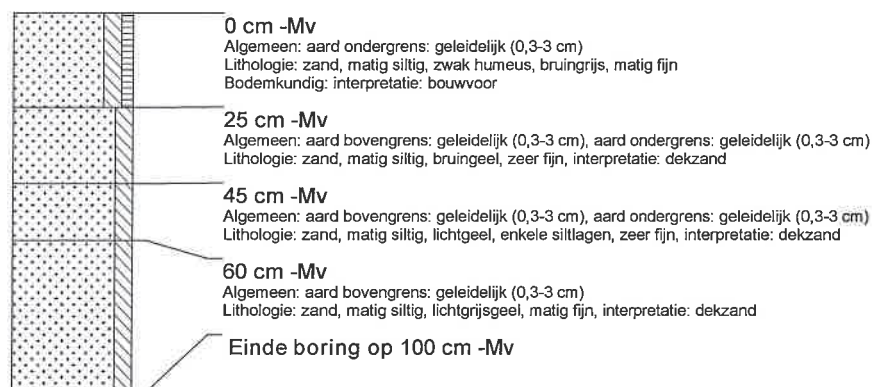 0 cm -Mv
Algemeen: aard ondergrens: geleidelijk (0,3-3 cm)
Lithologie: zand, matig siltig, zwak humeus, bruingrijs, matig fijn
Bodemkundig: interpretatie: bouwvoor
25 cm -Mv
Algemeen: aard bovengrens: geleidelijk (0,3-3 cm), aard ondergrens: geleidelijk (0,3-3 cm)
Lithologie: zand, matig siltig, bruingeel, zeer fijn, interpretatie: dekzand
45 cm -Mv
Algemeen: aard bovengrens: geleidelijk (0,3-3 cm), aard ondergrens: geleidelijk (0,3-3 cm)
Lithologie: zand, matig siltig, lichtgeel, enkele siltlagen, zeer fijn, interpretatie: dekzand
60 cm -Mv
Algemeen: aard bovengrens: geleidelijk (0,3-3 cm)
Lithologie: zand, matig siltig, lichtgrijsgeel, matig fijn, interpretatie: dekzand
Einde boring op 100 cm -Mv